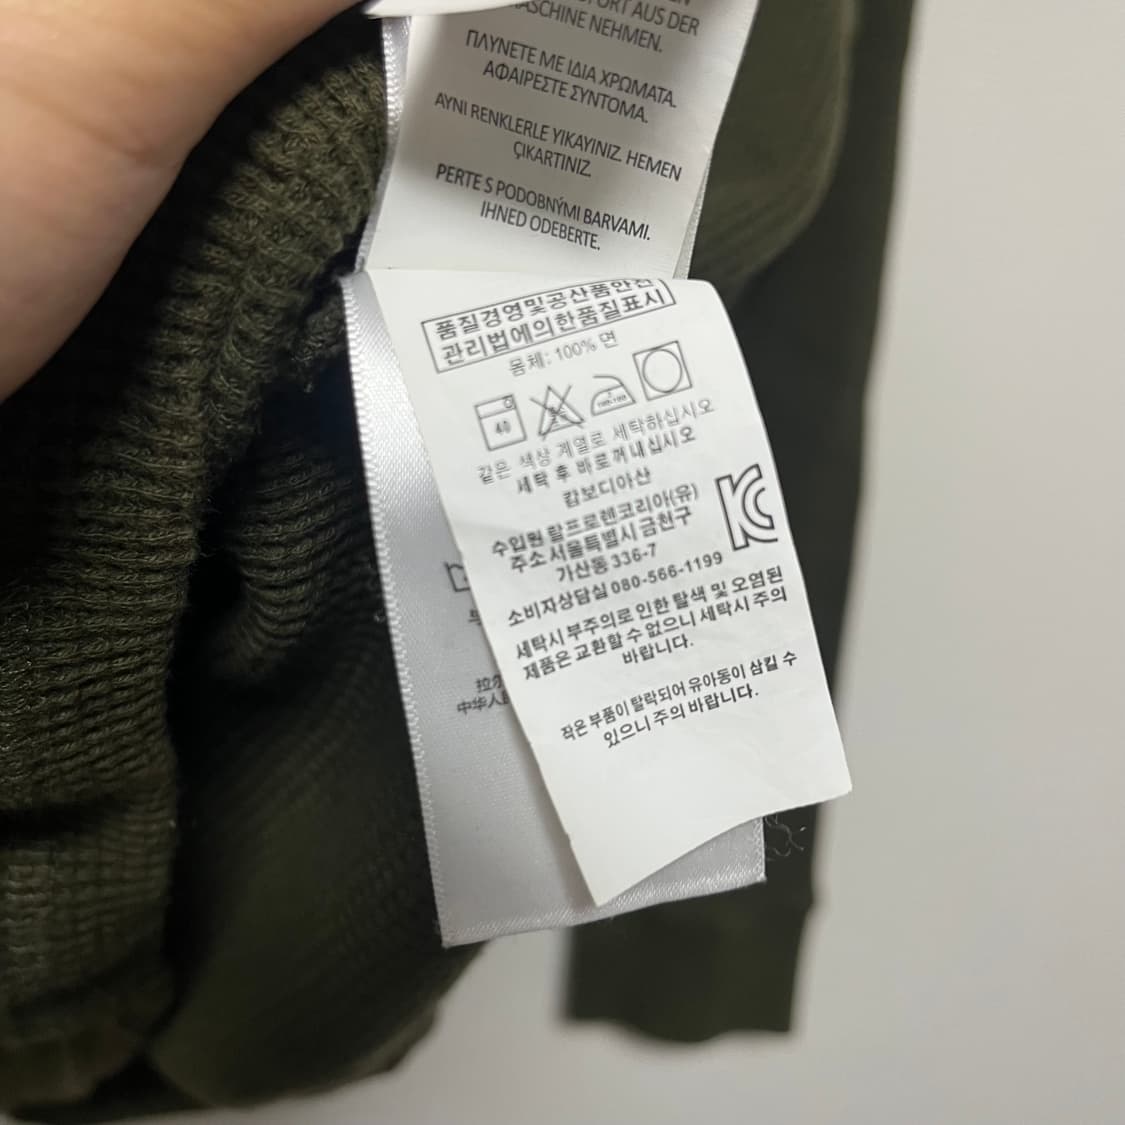 AUS DER
MASCHINE NEHMEN.
ΠΛΥΝΕΤΕ ΜΕ ΙΔΙΑ ΧΡΩΜΑΤΑ.
ΑΦΑΙΡΕΣΤΕ ΣΥΝΤΟΜΑ.
AYNI RENKLERLE YIKAYINIZ. HEMEN
ÇIKARTINIZ.
PERTE S PODOBNÝMI BARVAMI.
IHNED ODEBERTE.
품질경영및공산품안전
관리법에의한품질표시
몸체: 100% 면
40
같은 색상 계열로 세탁하십시오
세탁 후 바로꺼내십시오
캄보디아산
수입원 랄프로렌코리아(유)
주소 서울특별시 금천구
가산동 336-7
소비자상담실 080-566-1199
세탁시 부주의로 인한 탈색 및 오염된
제품은 교환할 수 없으니 세탁시 주의
바랍니다.
작은 부품이 탈락되어 유아동이 삼킬 수
있으니 주의 바랍니다.
中华人